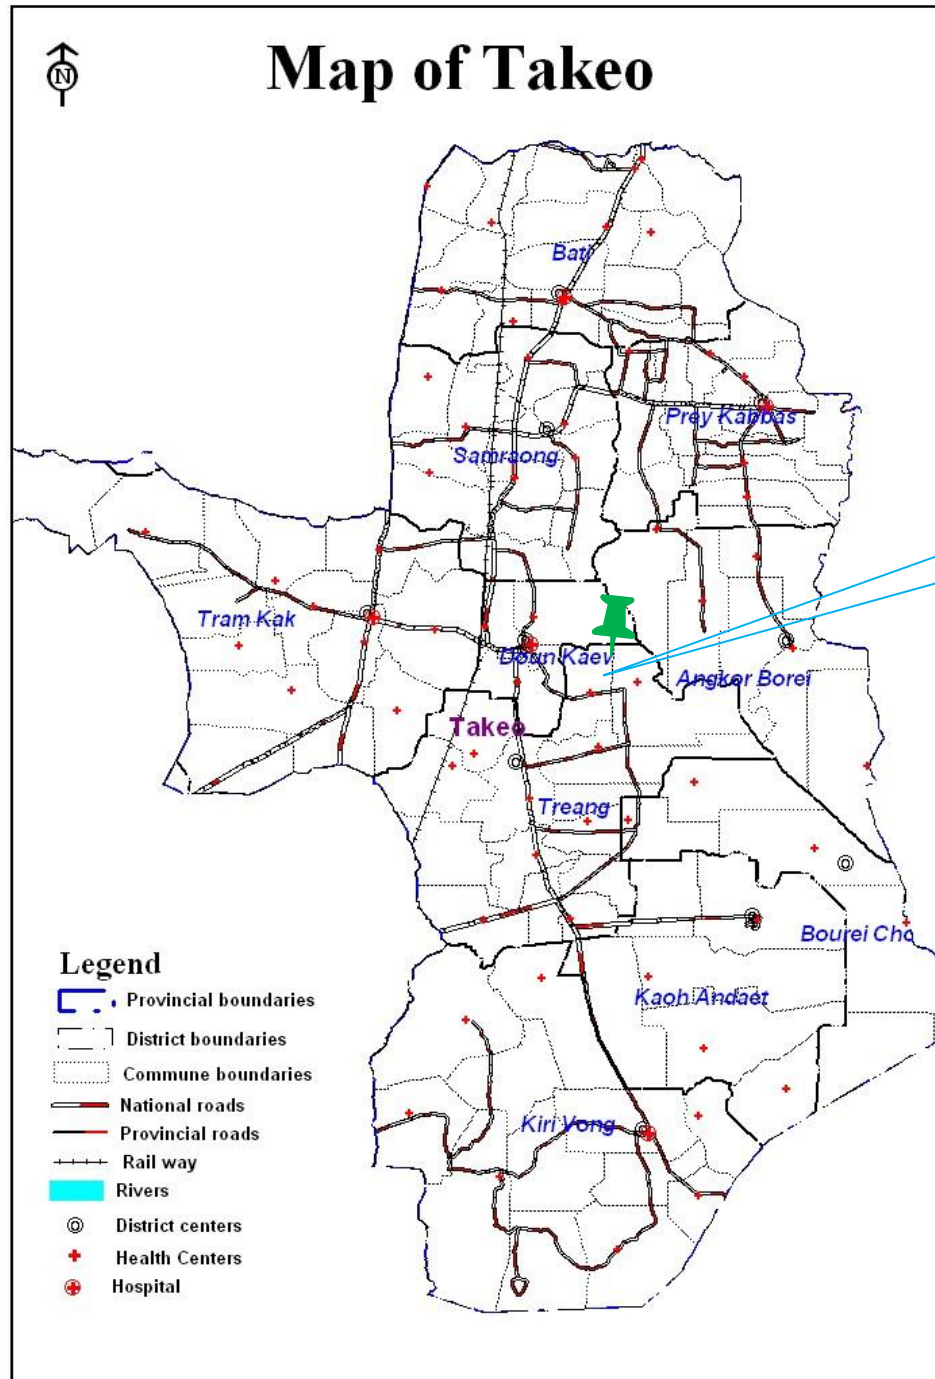 N
Map of Takeo
Bati
Prey Kabbas
Samraong
Tram Kak
Doun Kaev
Angkor Borei
Takeo
Treang
Bourei Cho
Kaoh Andaet
Kiri Vong
Legend
Provincial boundaries
District boundaries
Commune boundaries
National roads
Provincial roads
Rail way
Rivers
District centers
Health Centers
Hospital